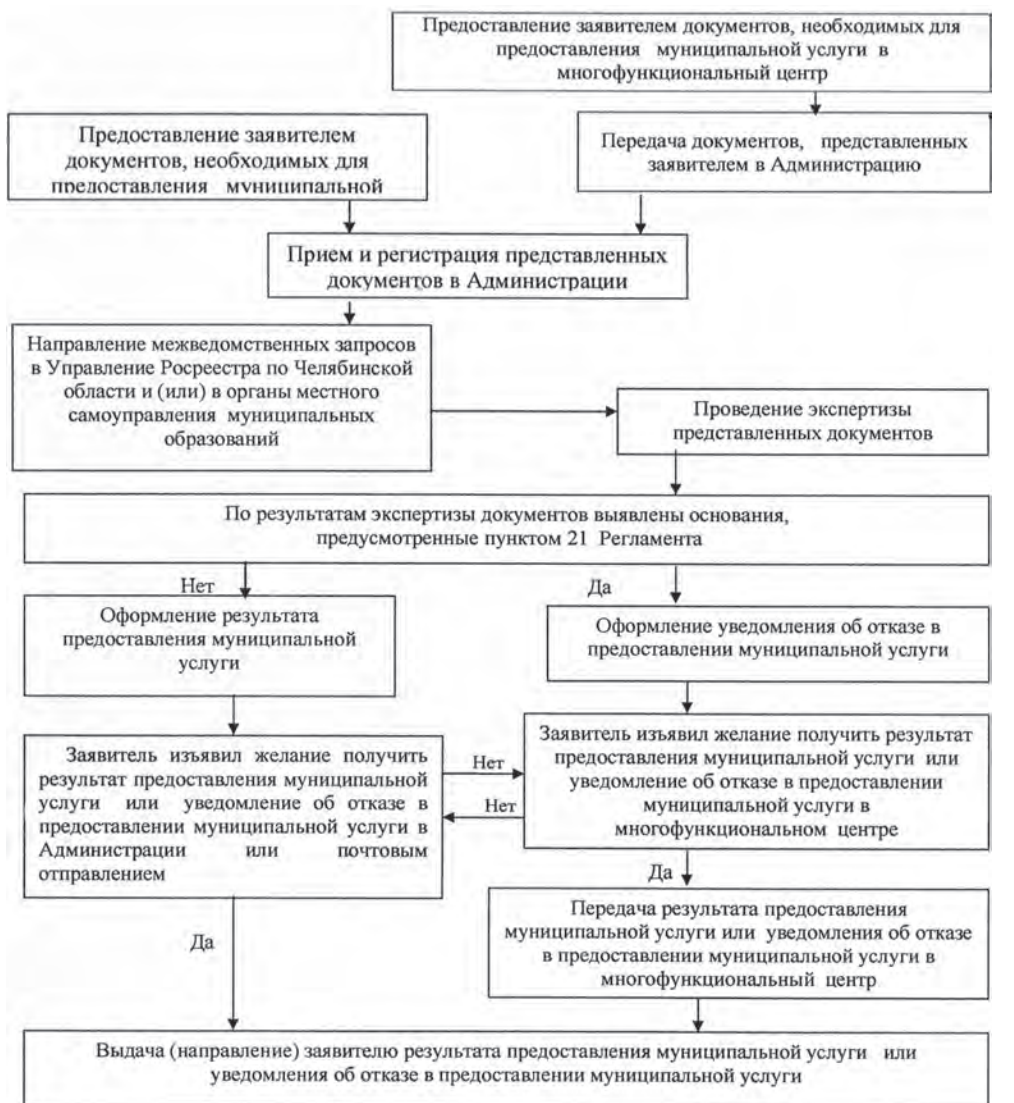 Предоставление заявителем документов, необходимых для
предоставления муниципальной услуги в
многофункциональный центр
Предоставление заявителем
документов, необходимых для
предоставления муниципальной
Передача документов, представленных
заявителем в Администрацию
Прием и регистрация представленных
документов в Администрации
Направление межведомственных запросов
в Управление Росреестра по Челябинской
области и (или) в органы местного
самоуправления муниципальных
образований
Проведение экспертизы
представленных документов
По результатам экспертизы документов выявлены основания,
предусмотренные пунктом 21 Регламента
Нет
Да
Оформление результата
предоставления муниципальной
услуги
Оформление уведомления об отказе в
предоставлении муниципальной услуги
Заявитель изъявил желание получить
результат предоставления муниципальной
услуги или уведомление об отказе в
предоставлении муниципальной услуги в
Администрации или почтовым
отправлением
Нет
Нет
Заявитель изъявил желание получить результат
предоставления муниципальной услуги или
уведомление об отказе в предоставлении
муниципальной услуги в
многофункциональном центре
Да
Да
Передача результата предоставления
муниципальной услуги или уведомления об отказе
в предоставлении муниципальной услуги в
многофункциональный центр
Выдача (направление) заявителю результата предоставления муниципальной услуги или
уведомления об отказе в предоставлении муниципальной услуги